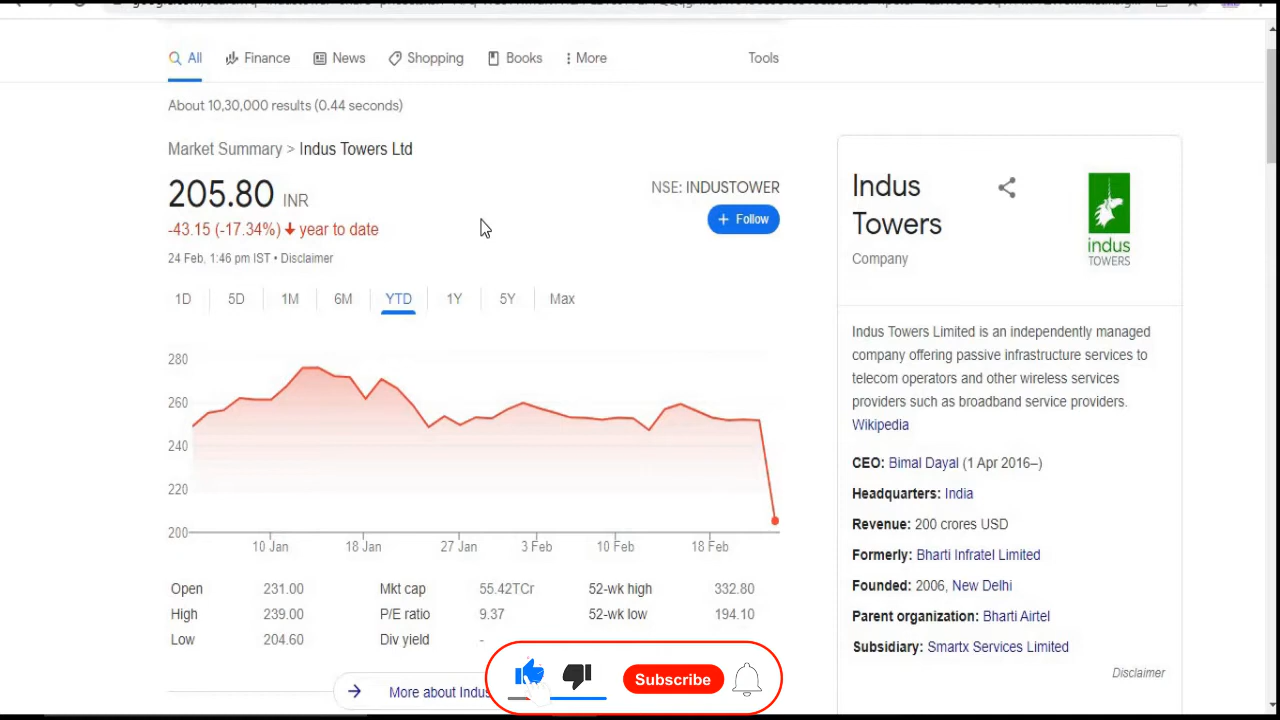 All Finance News Shopping Books More Tools
About 10,30,000 results (0.44 seconds)
Market Summary > Indus Towers Ltd
205.80 INR
NSE: INDUSTOWER
-43.15 (-17.34%) year to date
+ Follow
24 Feb, 1:46 pm IST • Disclaimer
1D 5D 1M 6M YTD 1Y 5Y Max
280
260
240
220
200
10 Jan 18 Jan 27 Jan 3 Feb 10 Feb 18 Feb
Open 231.00 Mkt cap 55.42TCr 52-wk high 332.80
High 239.00 P/E ratio 9.37 52-wk low 194.10
Low 204.60 Div yield -
More about Indus
Subscribe
Indus
Towers
Company
indus
TOWERS
Indus Towers Limited is an independently managed
company offering passive infrastructure services to
telecom operators and other wireless services
providers such as broadband service providers.
Wikipedia
CEO: Bimal Dayal (1 Apr 2016–)
Headquarters: India
Revenue: 200 crores USD
Formerly: Bharti Infratel Limited
Founded: 2006, New Delhi
Parent organization: Bharti Airtel
Subsidiary: Smartx Services Limited
Disclaimer